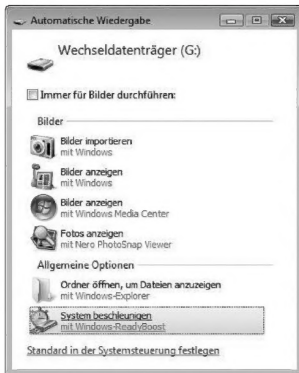 Automatische Wiedergabe
Wechseldatenträger (G:)
Immer für Bilder durchführen:
Bilder
Bilder importieren
mit Windows
Bilder anzeigen
mit Windows
Bilder anzeigen
mit Windows Media Center
Fotos anzeigen
mit Nero PhotoSnap Viewer
Allgemeine Optionen
Ordner öffnen, um Dateien anzuzeigen
mit Windows-Explorer
System beschleunigen
mit Windows-ReadyBoost
Standard in der Systemsteuerung festlegen